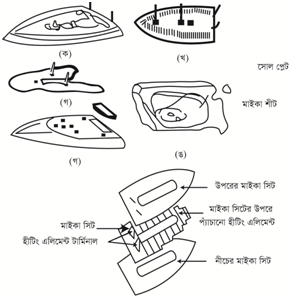 (ক)
(খ)
সোল প্লেট
(গ)
মাইকা শীট
(গ)
(ঙ)
উপরের মাইকা সিট
মাইকা সিটের উপরে
প্যাঁচানো হীটিং এলিমেন্ট
মাইকা সিট
হীটিং এলিমেন্ট টার্মিনাল
নীচের মাইকা সিট